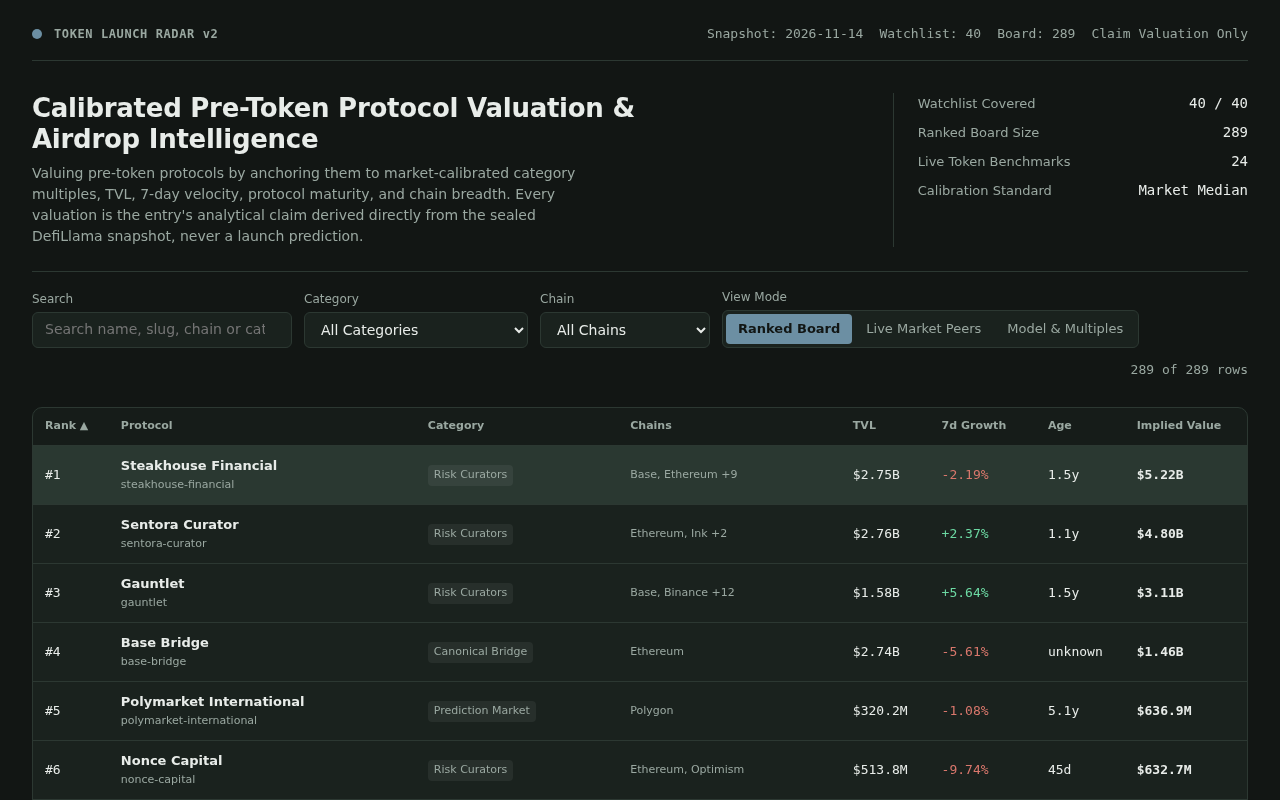 TOKEN LAUNCH RADAR v2
Snapshot: 2026-11-14 Watchlist: 40 Board: 289 Claim Valuation Only
Calibrated Pre-Token Protocol Valuation &
Airdrop Intelligence
Valuing pre-token protocols by anchoring them to market-calibrated category
multiples, TVL, 7-day velocity, protocol maturity, and chain breadth. Every
valuation is the entry's analytical claim derived directly from the sealed
DefiLlama snapshot, never a launch prediction.
Watchlist Covered 40 / 40
Ranked Board Size 289
Live Token Benchmarks 24
Calibration Standard Market Median
Search Category Chain View Mode
Search name, slug, chain or cat All Categories All Chains Ranked Board Live Market Peers Model & Multiples
289 of 289 rows
Rank ▲ Protocol Category Chains TVL 7d Growth Age Implied Value
#1 Steakhouse Financial Risk Curators Base, Ethereum +9 $2.75B -2.19% 1.5y $5.22B
steakhouse-financial
#2 Sentora Curator Risk Curators Ethereum, Ink +2 $2.76B +2.37% 1.1y $4.80B
sentora-curator
#3 Gauntlet Risk Curators Base, Binance +12 $1.58B +5.64% 1.5y $3.11B
gauntlet
#4 Base Bridge Canonical Bridge Ethereum $2.74B -5.61% unknown $1.46B
base-bridge
#5 Polymarket International Prediction Market Polygon $320.2M -1.08% 5.1y $636.9M
polymarket-international
#6 Nonce Capital Risk Curators Ethereum, Optimism $513.8M -9.74% 45d $632.7M
nonce-capital